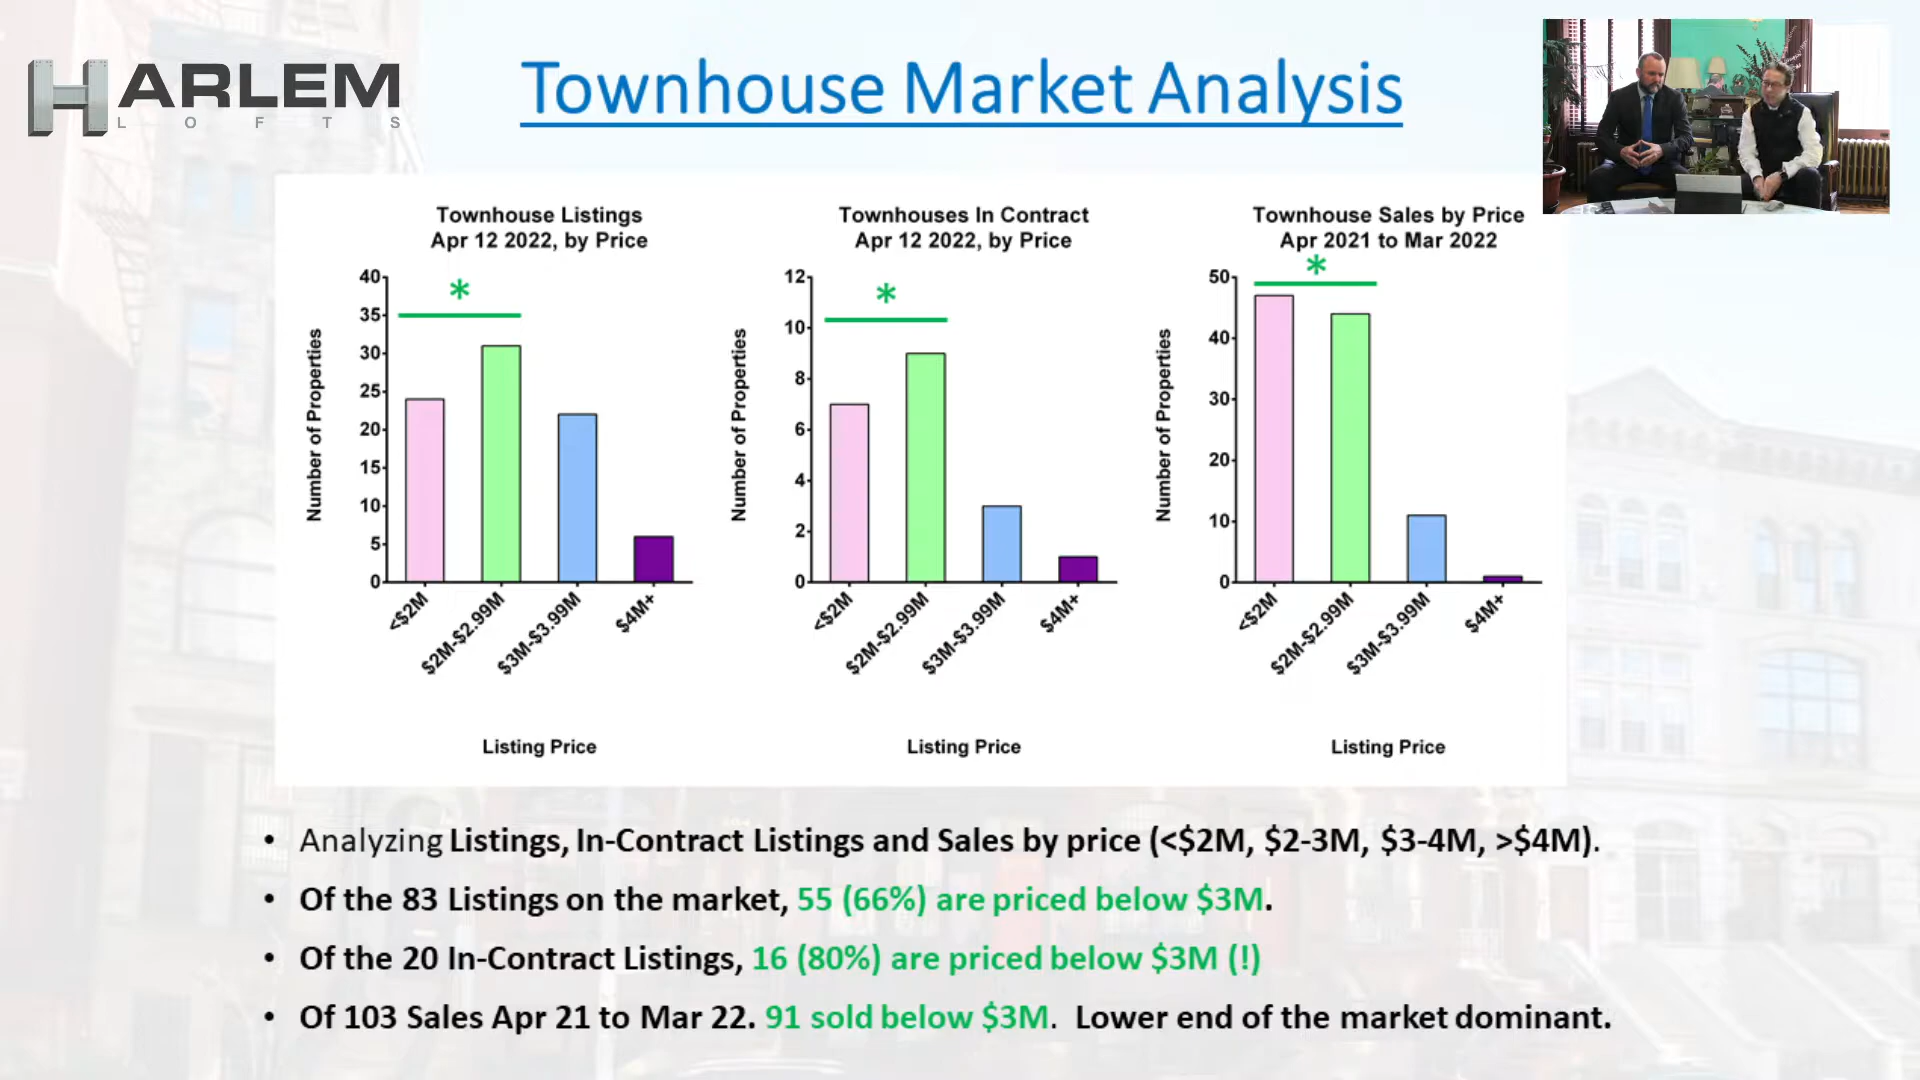 HARLEM
LOFTS
Townhouse Market Analysis
Townhouse Listings
Apr 12 2022, by Price
Number of Properties
40
35
30
25
20
15
10
5
0
<$2M
$2M-$2.99M
$3M-$3.99M
$4M+
Listing Price
Townhouses In Contract
Apr 12 2022, by Price
Number of Properties
12
10
8
6
4
2
0
<$2M
$2M-$2.99M
$3M-$3.99M
$4M+
Listing Price
Townhouse Sales by Price
Apr 2021 to Mar 2022
Number of Properties
50
40
30
20
10
0
<$2M
$2M-$2.99M
$3M-$3.99M
$4M+
Listing Price
* * *
• Analyzing Listings, In-Contract Listings and Sales by price (<$2M, $2-3M, $3-4M, >$4M).
• Of the 83 Listings on the market, 55 (66%) are priced below $3M.
• Of the 20 In-Contract Listings, 16 (80%) are priced below $3M (!)
• Of 103 Sales Apr 21 to Mar 22. 91 sold below $3M. Lower end of the market dominant.